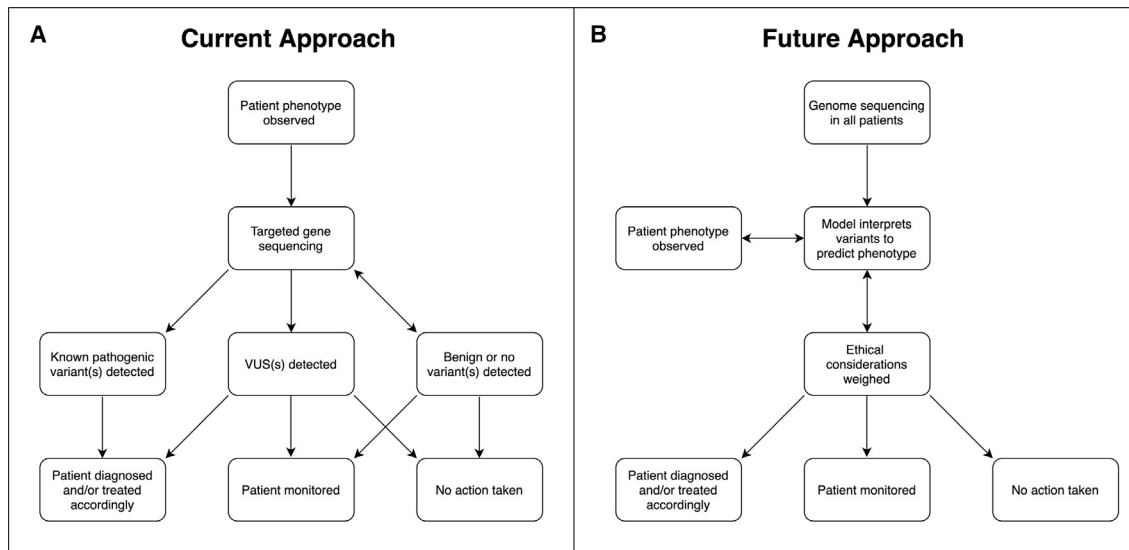 A
Current Approach
Patient phenotype
observed
Targeted gene
sequencing
Known pathogenic
variant(s) detected
VUS(s) detected
Benign or no
variant(s) detected
Patient diagnosed
and/or treated
accordingly
Patient monitored
No action taken
B
Future Approach
Genome sequencing
in all patients
Patient phenotype
observed
Model interprets
variants to
predict phenotype
Ethical
considerations
weighed
Patient diagnosed
and/or treated
accordingly
Patient monitored
No action taken